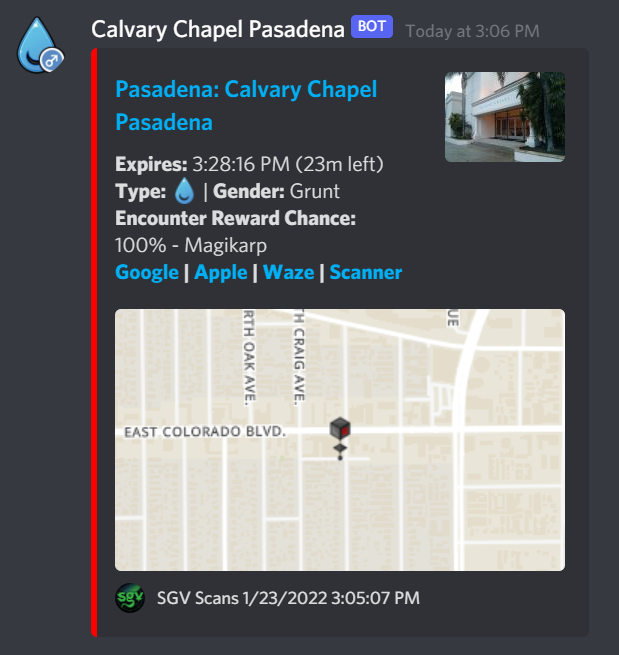 Calvary Chapel Pasadena BOT Today at 3:06 PM
Pasadena: Calvary Chapel
Pasadena
Expires: 3:28:16 PM (23m left)
Type: | Gender: Grunt
Encounter Reward Chance:
100% - Magikarp
Google | Apple | Waze | Scanner
RTH OAK AVE.
TH CRAIG AVE.
UE
EAST COLORADO BLVD.
sgv SGV Scans 1/23/2022 3:05:07 PM